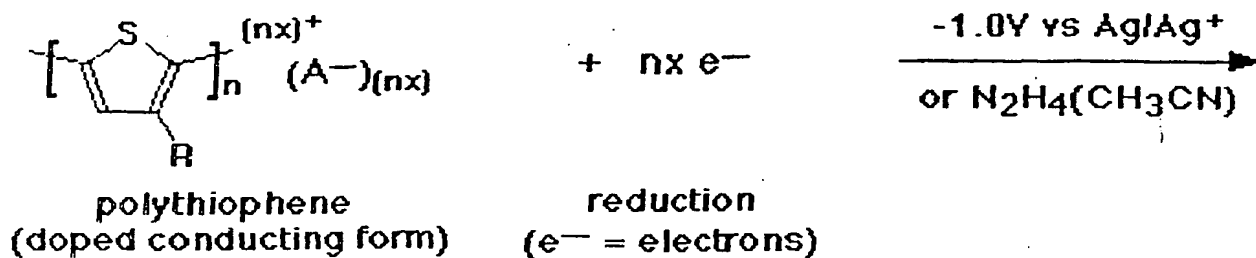 S
[ ]n (nx)+ (A—)(nx) + nx e—
R
-1.0V vs Ag/Ag+
or N2H4(CH3CN)
polythiophene
(doped conducting form)
reduction
(e— = electrons)